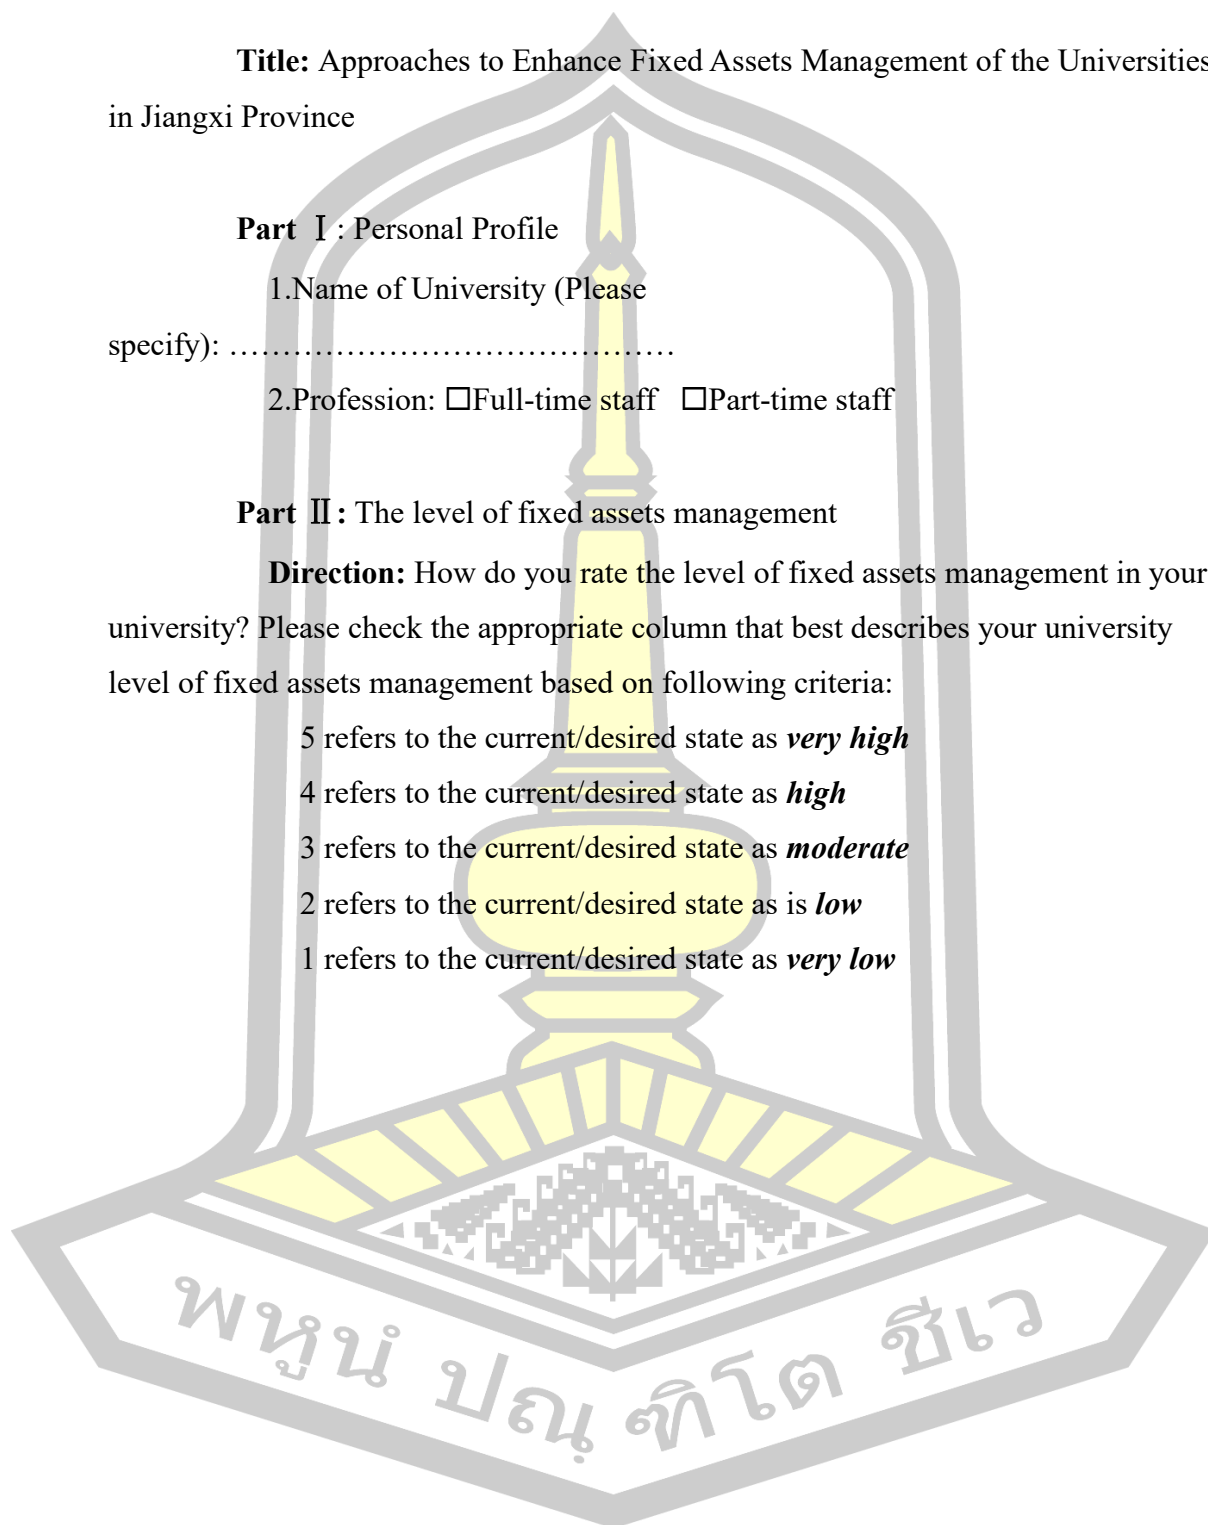 Title: Approaches to Enhance Fixed Assets Management of the Universities
in Jiangxi Province
Part Ⅰ: Personal Profile
1.Name of University (Please
specify): ……………………………………
2.Profession: ☐Full-time staff ☐Part-time staff
Part Ⅱ: The level of fixed assets management
Direction: How do you rate the level of fixed assets management in your
university? Please check the appropriate column that best describes your university
level of fixed assets management based on following criteria:
5 refers to the current/desired state as very high
4 refers to the current/desired state as high
3 refers to the current/desired state as moderate
2 refers to the current/desired state as is low
1 refers to the current/desired state as very low
พหูนํ ปณฺฑิโต ชีเว